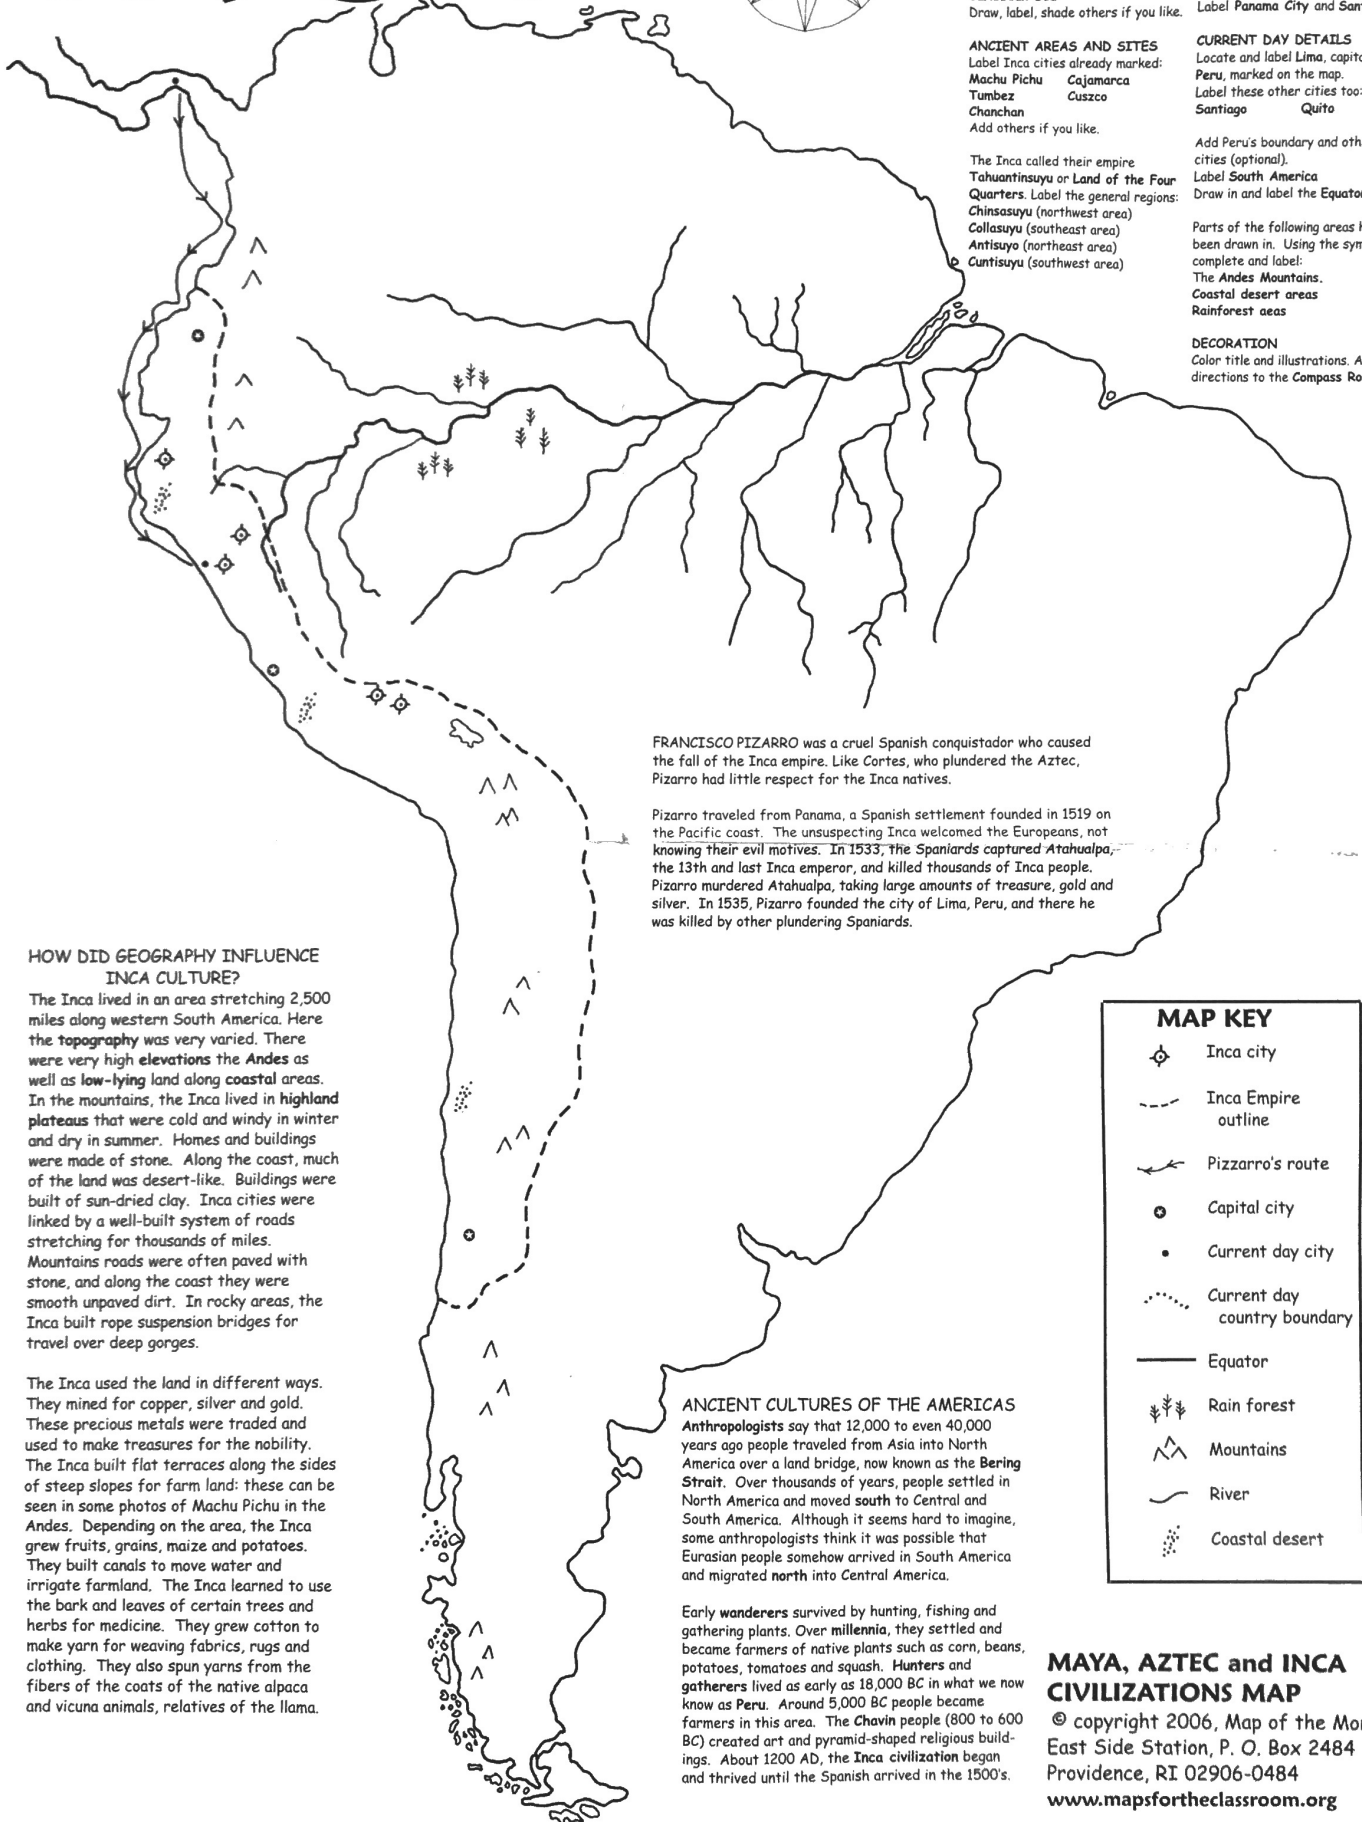 Draw, label, shade others if you like.
ANCIENT AREAS AND SITES
Label Inca cities already marked:
Machu Pichu Cajamarca
Tumbez Cuszco
Chanchan
Add others if you like.
The Inca called their empire
Tahuantinsuyu or Land of the Four
Quarters. Label the general regions:
Chinsasuyu (northwest area)
Collasuyu (southeast area)
Antisuyo (northeast area)
Cuntisuyu (southwest area)
Label Panama City and San
CURRENT DAY DETAILS
Locate and label Lima, capit
Peru, marked on the map.
Label these other cities too:
Santiago Quito
Add Peru's boundary and oth
cities (optional).
Label South America
Draw in and label the Equato
Parts of the following areas h
been drawn in. Using the sym
complete and label:
The Andes Mountains.
Coastal desert areas
Rainforest aeas
DECORATION
Color title and illustrations. A
directions to the Compass Ro
FRANCISCO PIZARRO was a cruel Spanish conquistador who caused
the fall of the Inca empire. Like Cortes, who plundered the Aztec,
Pizarro had little respect for the Inca natives.
Pizarro traveled from Panama, a Spanish settlement founded in 1519 on
the Pacific coast. The unsuspecting Inca welcomed the Europeans, not
knowing their evil motives. In 1533, the Spaniards captured Atahualpa,
the 13th and last Inca emperor, and killed thousands of Inca people.
Pizarro murdered Atahualpa, taking large amounts of treasure, gold and
silver. In 1535, Pizarro founded the city of Lima, Peru, and there he
was killed by other plundering Spaniards.
HOW DID GEOGRAPHY INFLUENCE
INCA CULTURE?
The Inca lived in an area stretching 2,500
miles along western South America. Here
the topography was very varied. There
were very high elevations the Andes as
well as low-lying land along coastal areas.
In the mountains, the Inca lived in highland
plateaus that were cold and windy in winter
and dry in summer. Homes and buildings
were made of stone. Along the coast, much
of the land was desert-like. Buildings were
built of sun-dried clay. Inca cities were
linked by a well-built system of roads
stretching for thousands of miles.
Mountains roads were often paved with
stone, and along the coast they were
smooth unpaved dirt. In rocky areas, the
Inca built rope suspension bridges for
travel over deep gorges.
The Inca used the land in different ways.
They mined for copper, silver and gold.
These precious metals were traded and
used to make treasures for the nobility.
The Inca built flat terraces along the sides
of steep slopes for farm land: these can be
seen in some photos of Machu Pichu in the
Andes. Depending on the area, the Inca
grew fruits, grains, maize and potatoes.
They built canals to move water and
irrigate farmland. The Inca learned to use
the bark and leaves of certain trees and
herbs for medicine. They grew cotton to
make yarn for weaving fabrics, rugs and
clothing. They also spun yarns from the
fibers of the coats of the native alpaca
and vicuna animals, relatives of the llama.
MAP KEY
Inca city
Inca Empire
outline
Pizzarro's route
Capital city
Current day city
Current day
country boundary
Equator
Rain forest
Mountains
River
Coastal desert
ANCIENT CULTURES OF THE AMERICAS
Anthropologists say that 12,000 to even 40,000
years ago people traveled from Asia into North
America over a land bridge, now known as the Bering
Strait. Over thousands of years, people settled in
North America and moved south to Central and
South America. Although it seems hard to imagine,
some anthropologists think it was possible that
Eurasian people somehow arrived in South America
and migrated north into Central America.
Early wanderers survived by hunting, fishing and
gathering plants. Over millennia, they settled and
became farmers of native plants such as corn, beans,
potatoes, tomatoes and squash. Hunters and
gatherers lived as early as 18,000 BC in what we now
know as Peru. Around 5,000 BC people became
farmers in this area. The Chavin people (800 to 600
BC) created art and pyramid-shaped religious build-
ings. About 1200 AD, the Inca civilization began
and thrived until the Spanish arrived in the 1500's.
MAYA, AZTEC and INCA
CIVILIZATIONS MAP
© copyright 2006, Map of the Mo
East Side Station, P. O. Box 2484
Providence, RI 02906-0484
www.mapsfortheclassroom.org